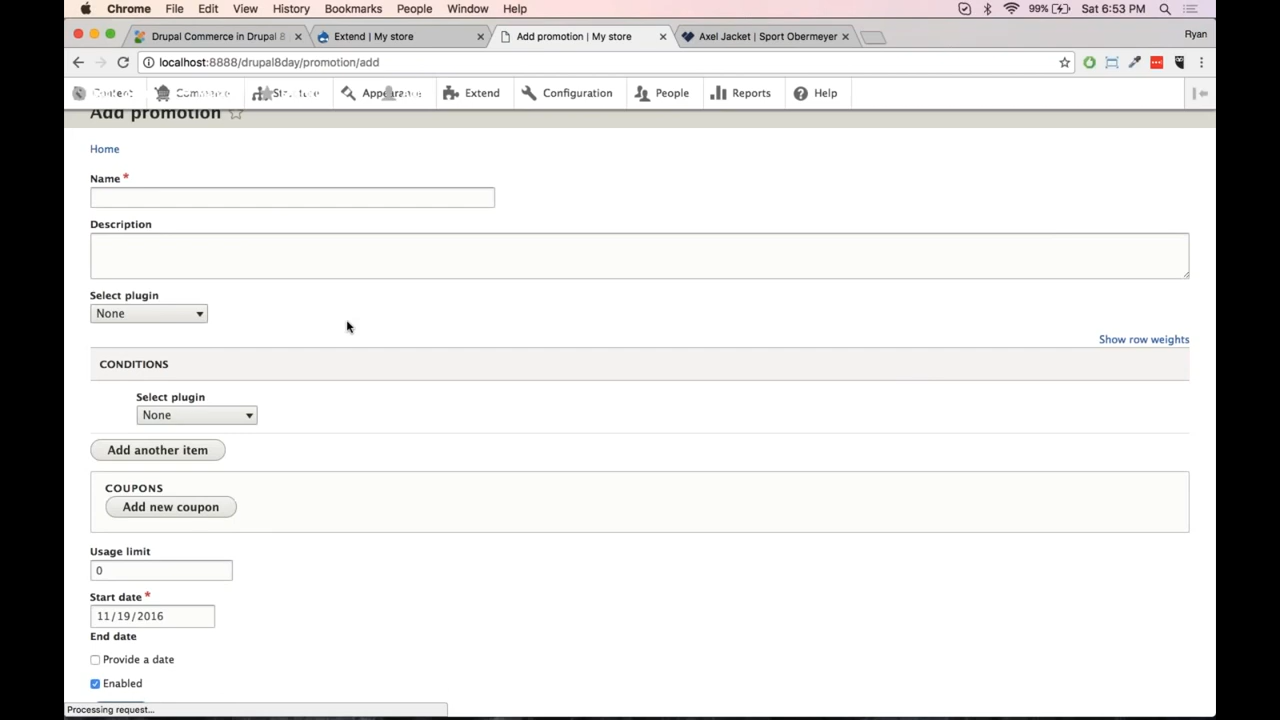 Chrome File Edit View History Bookmarks People Window Help 99% Sat 6:53 PM
Drupal Commerce in Drupal 8 Extend | My store Add promotion | My store Axel Jacket | Sport Obermeyer Ryan
localhost:8888/drupal8day/promotion/add
Content Commerce Structure Appearance Extend Configuration People Reports Help
Add promotion
Home
Name *
Description
Select plugin
None
Show row weights
CONDITIONS
Select plugin
None
Add another item
COUPONS
Add new coupon
Usage limit
0
Start date *
11/19/2016
End date
Provide a date
Enabled
Processing request...